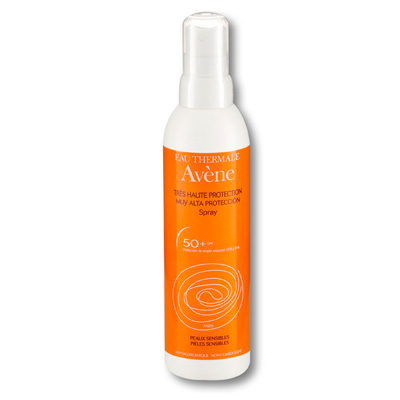 EAU THERMALE
Avène
TRÈS HAUTE PROTECTION
MUY ALTA PROTECCIÓN
Spray
50+
PEAUX SENSIBLES
PIELES SENSIBLES